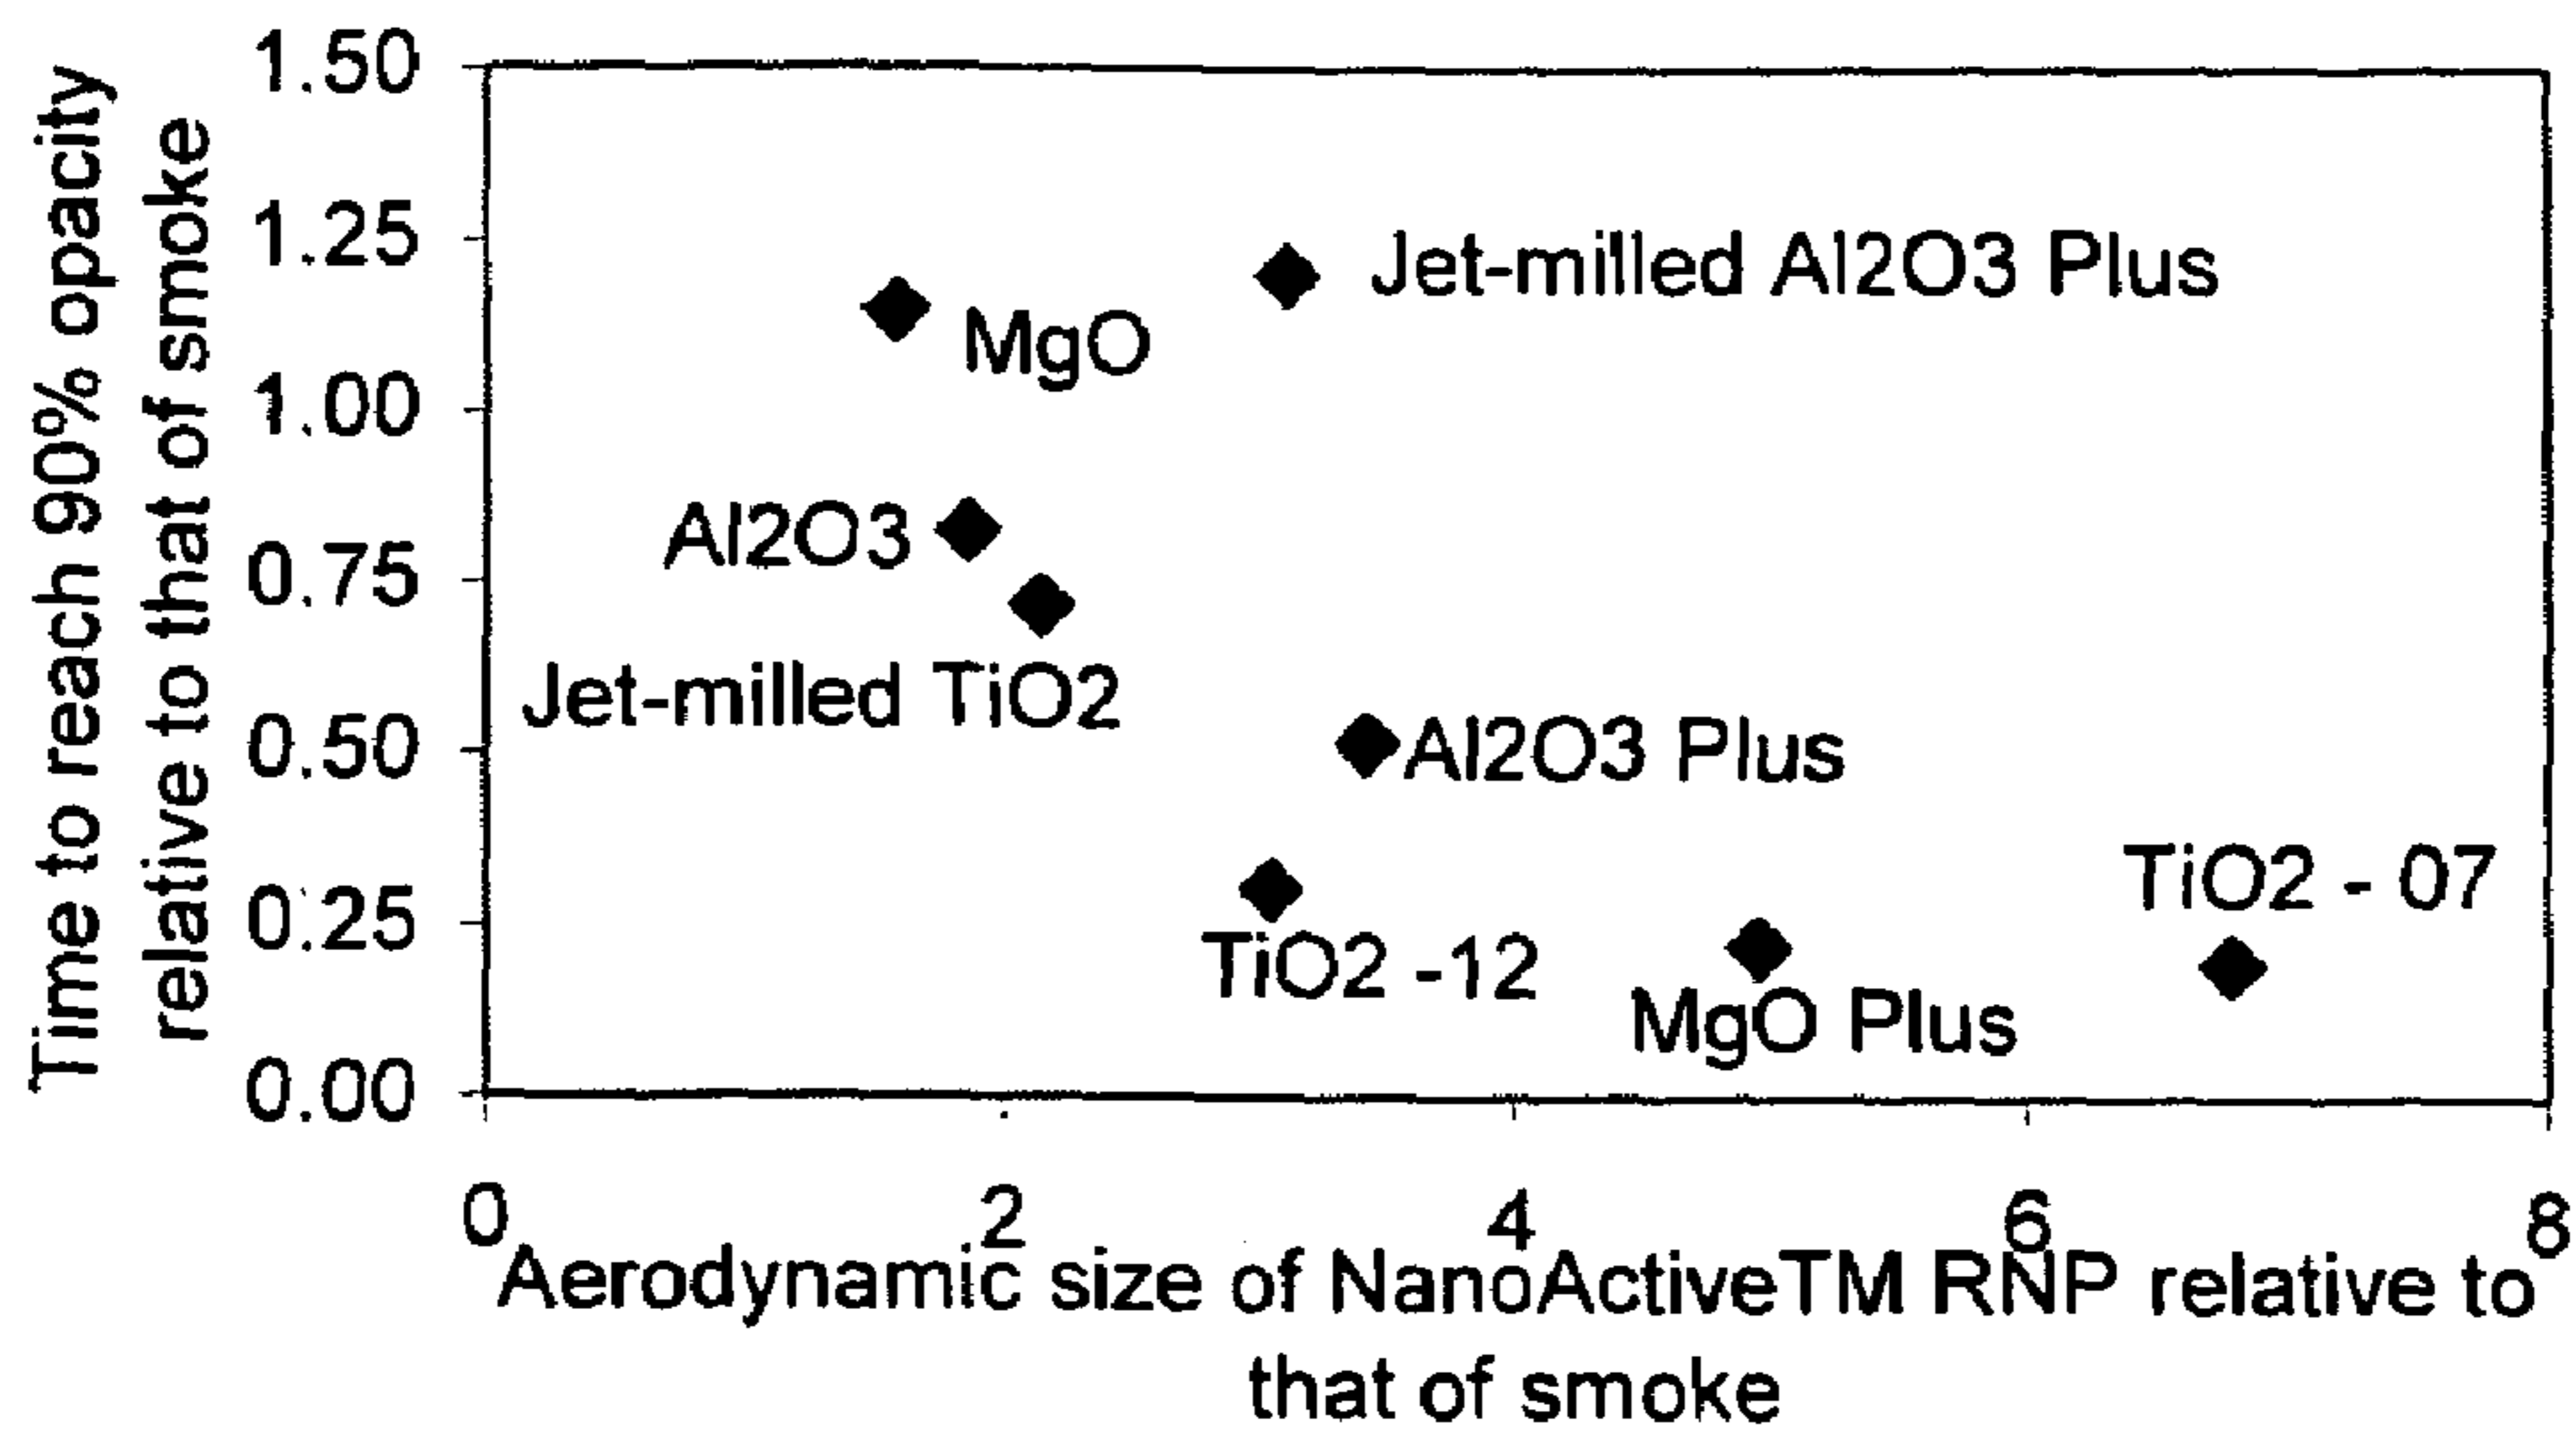 Time to reach 90% opacity
relative to that of smoke
1.50
1.25
1.00
0.75
0.50
0.25
0.00
Jet-milled Al2O3 Plus
MgO
Al2O3
Jet-milled TiO2
Al2O3 Plus
TiO2 - 07
TiO2 -12
MgO Plus
0 2 4 6 8
Aerodynamic size of NanoActiveTM RNP relative to
that of smoke